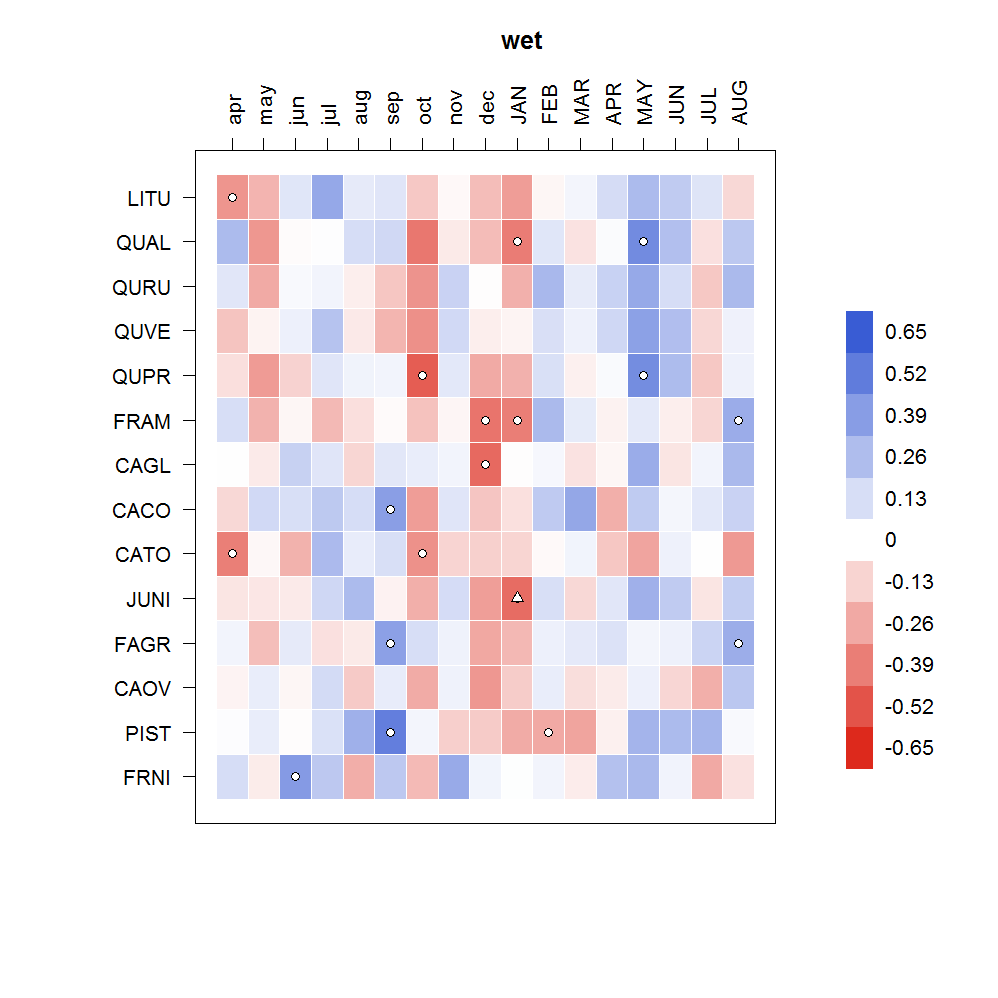 wet
apr may jun jul aug sep oct nov dec JAN FEB MAR APR MAY JUN JUL AUG
LITU
QUAL
QURU
QUVE
QUPR
FRAM
CAGL
CACO
CATO
JUNI
FAGR
CAOV
PIST
FRNI
0.65
0.52
0.39
0.26
0.13
0
-0.13
-0.26
-0.39
-0.52
-0.65